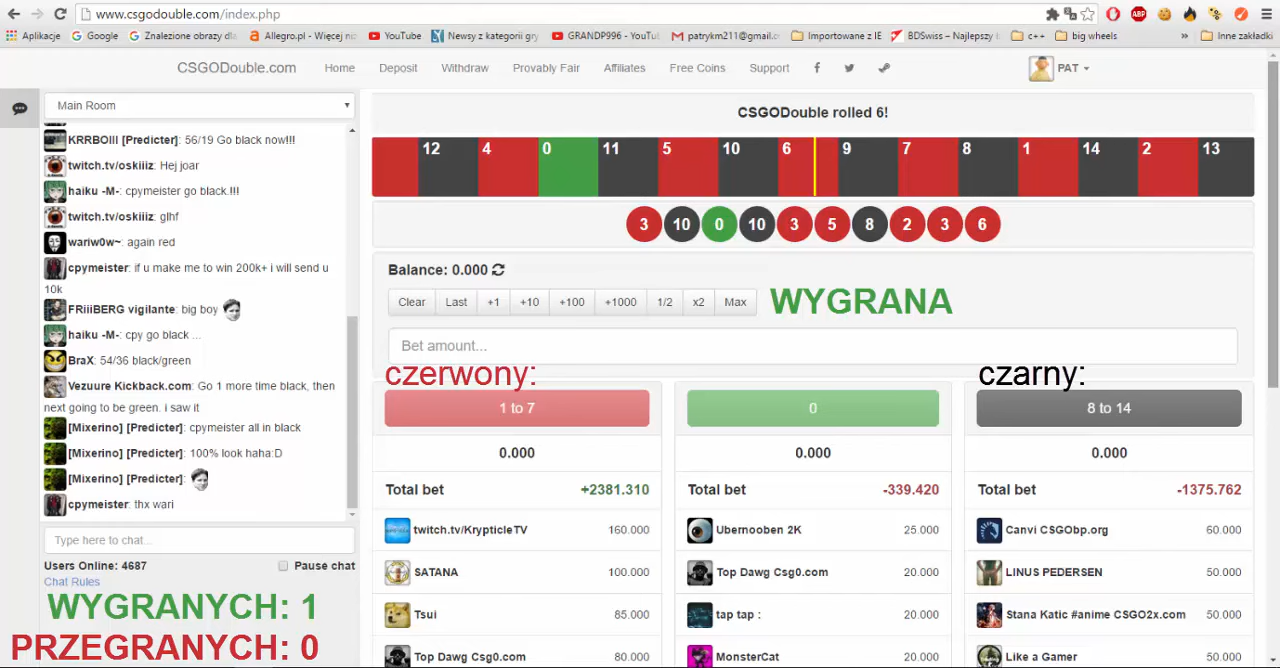 www.csgodouble.com/index.php
Aplikacje Google Znalezione obrazy dla Allegro.pl - Więcej niż YouTube Newsy z kategorii gry GRANDP996 - YouTu patrykm211@gmail.c Importowane z IE BDSwiss – Najlepszy c++ big wheels » Inne zakładki
CSGODouble.com Home Deposit Withdraw Provably Fair Affiliates Free Coins Support PAT
Main Room
KRRBOIII [Predicter]: 56/19 Go black now!!!
twitch.tv/oskiiiz: Hej joar
haiku -M-: cpymeister go black.!!!
twitch.tv/oskiiiz: glhf
wariw0w~: again red
cpymeister: if u make me to win 200k+ i will send u
10k
FRiiiBERG vigilante: big boy
haiku -M-: cpy go black ...
BraX: 54/36 black/green
Vezuure Kickback.com: Go 1 more time black, then
next going to be green. i saw it
[Mixerino] [Predicter]: cpymeister all in black
[Mixerino] [Predicter]: 100% look haha:D
[Mixerino] [Predicter]:
cpymeister: thx wari
Type here to chat...
Users Online: 4687 Pause chat
Chat Rules
WYGRANYCH: 1
PRZEGRANYCH: 0
CSGODouble rolled 6!
12 4 0 11 5 10 6 9 7 8 1 14 2 13
3 10 0 10 3 5 8 2 3 6
Balance: 0.000
Clear Last +1 +10 +100 +1000 1/2 x2 Max WYGRANA
Bet amount...
czerwony:
1 to 7
0.000
Total bet +2381.310
twitch.tv/KrypticleTV 160.000
SATANA 100.000
Tsui 85.000
Top Dawg Csg0.com 80.000
0
0.000
Total bet -339.420
Ubernooben 2K 25.000
Top Dawg Csg0.com 20.000
tap tap : 20.000
MonsterCat 20.000
czarny:
8 to 14
0.000
Total bet -1375.762
Canvi CSGObp.org 60.000
LINUS PEDERSEN 50.000
Stana Katic #anime CSGO2x.com 50.000
Like a Gamer 50.000